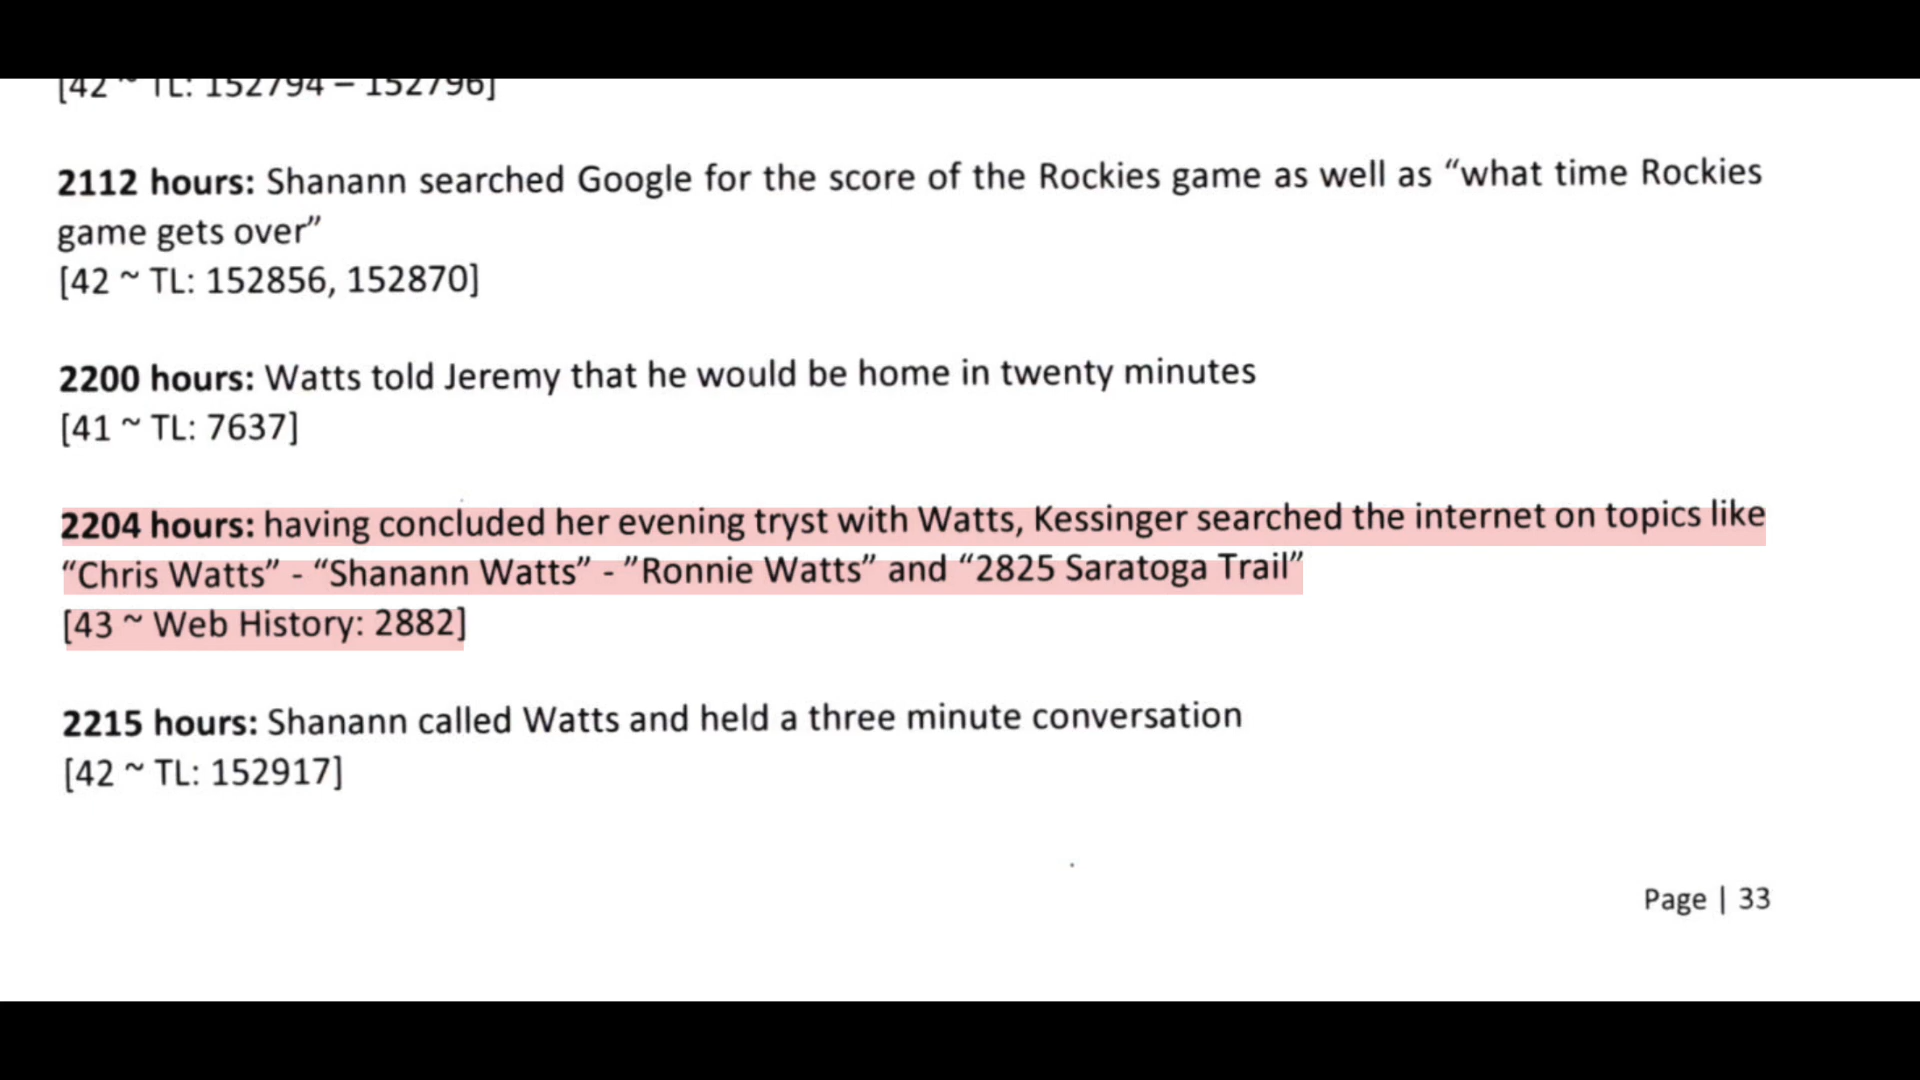 [42 ~ TL: 152794 – 152796]
2112 hours: Shanann searched Google for the score of the Rockies game as well as “what time Rockies
game gets over”
[42 ~ TL: 152856, 152870]
2200 hours: Watts told Jeremy that he would be home in twenty minutes
[41 ~ TL: 7637]
2204 hours: having concluded her evening tryst with Watts, Kessinger searched the internet on topics like
“Chris Watts” - “Shanann Watts” - ”Ronnie Watts” and “2825 Saratoga Trail”
[43 ~ Web History: 2882]
2215 hours: Shanann called Watts and held a three minute conversation
[42 ~ TL: 152917]
Page | 33